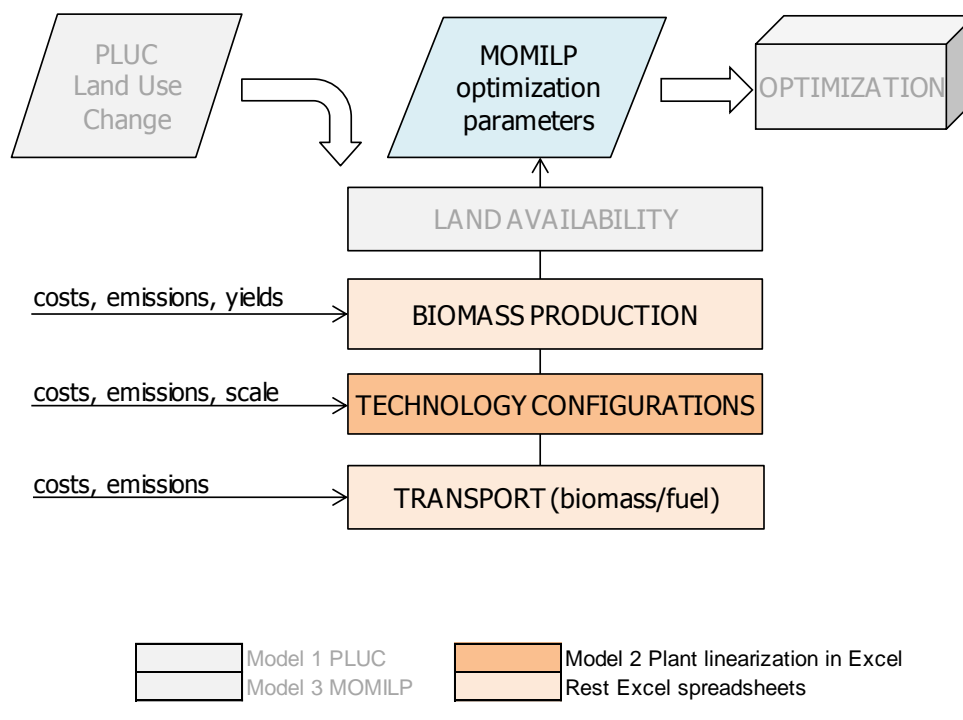 PLUC
Land Use
Change
MOMILP
optimization
parameters
OPTIMIZATION
LAND AVAILABILITY
costs, emissions, yields
BIOMASS PRODUCTION
costs, emissions, scale
TECHNOLOGY CONFIGURATIONS
costs, emissions
TRANSPORT (biomass/fuel)
Model 1 PLUC
Model 2 Plant linearization in Excel
Model 3 MOMILP
Rest Excel spreadsheets